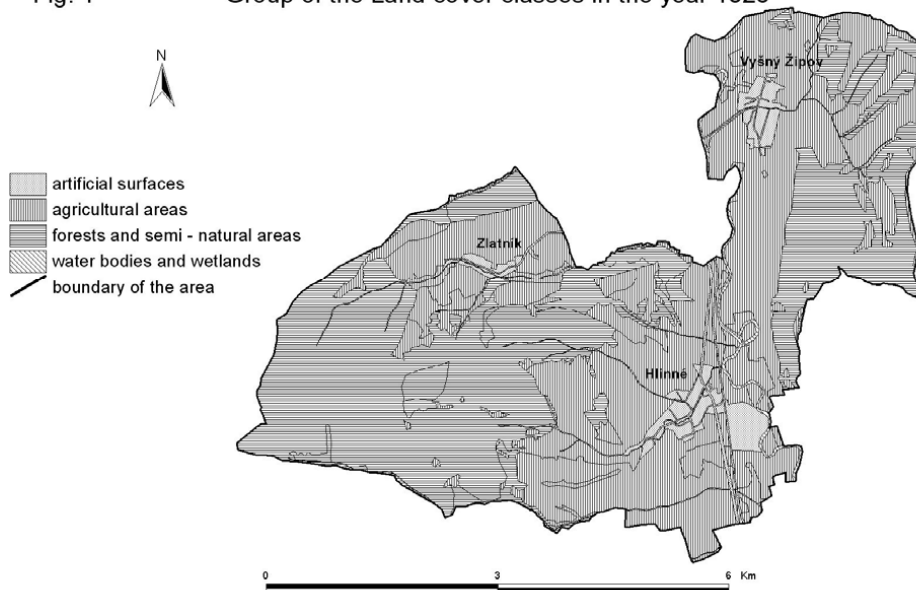 Group of the Land cover classes in the year
N
Vyšný Žipov
artificial surfaces
agricultural areas
forests and semi - natural areas
water bodies and wetlands
boundary of the area
Zlatník
Hlinné
0 3 6 Km